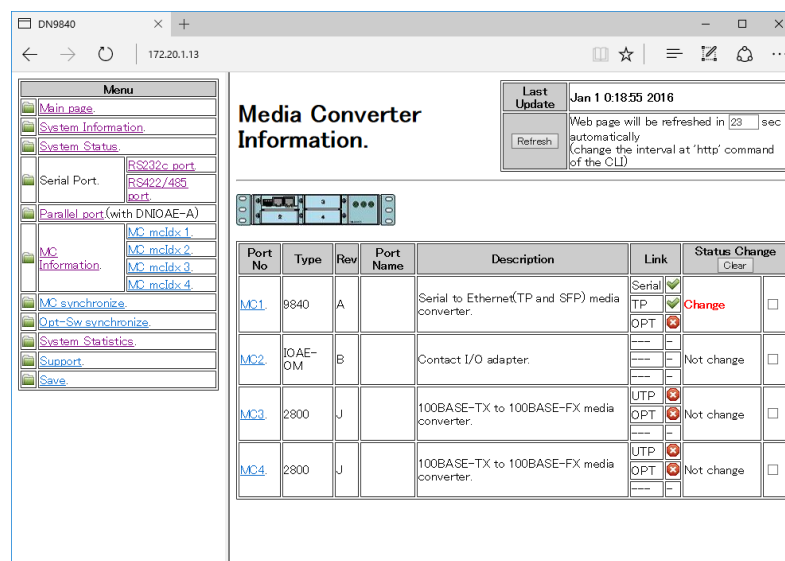 DN9840
172.20.1.13
Menu
Main page.
System Information.
System Status.
Serial Port.
RS232c port
RS422/485
port.
Parallel port.(with DNIOAE-A)
MC
Information.
MC mcIdx 1.
MC mcIdx 2.
MC mcIdx 3.
MC mcIdx 4.
MC synchronize.
Opt-Sw synchronize.
System Statistics.
Support.
Save.
Media Converter
Information.
Last
Update
Jan 1 0:18:55 2016
Refresh
Web page will be refreshed in 23 sec
automatically
(change the interval at 'http' command
of the CLI)
1
2
3
4
Port
No
Type
Rev
Port
Name
Description
Link
Status Change
Clear
MC1.
9840
A
Serial to Ethernet(TP and SFP) media
converter.
Serial
TP
OPT
Change
MC2.
IOAE-
OM
B
Contact I/O adapter.
--- -
--- -
--- -
Not change
MC3.
2800
J
100BASE-TX to 100BASE-FX media
converter.
UTP
OPT
--- -
Not change
MC4.
2800
J
100BASE-TX to 100BASE-FX media
converter.
UTP
OPT
--- -
Not change